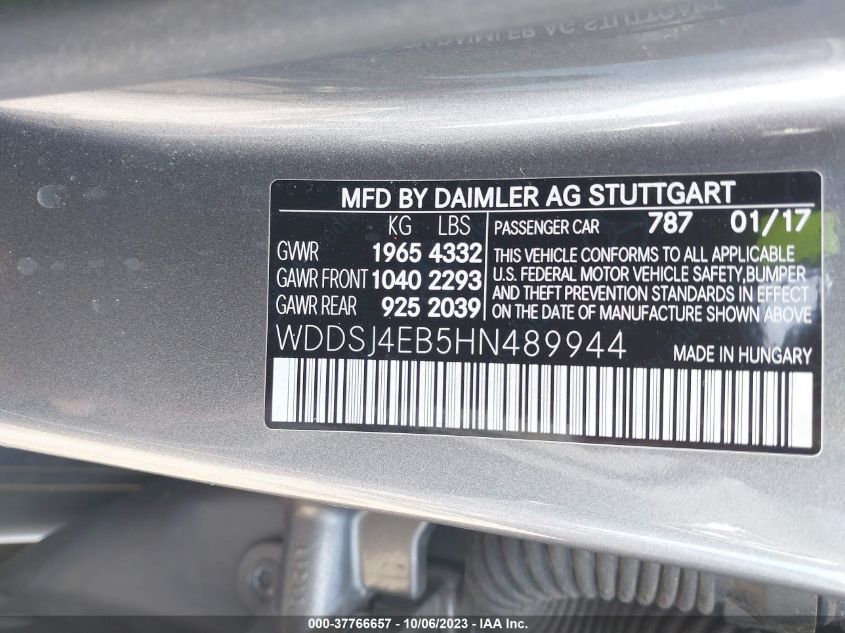 MFD BY DAIMLER AG STUTTGART
KG LBS
GVWR 1965 4332
GAWR FRONT 1040 2293
GAWR REAR 925 2039
PASSENGER CAR 787 01/17
THIS VEHICLE CONFORMS TO ALL APPLICABLE
U.S. FEDERAL MOTOR VEHICLE SAFETY,BUMPER
AND THEFT PREVENTION STANDARDS IN EFFECT
ON THE DATE OF MANUFACTURE SHOWN ABOVE
WDDSJ4EB5HN489944 MADE IN HUNGARY
000-37766657 - 10/06/2023 - IAA Inc.